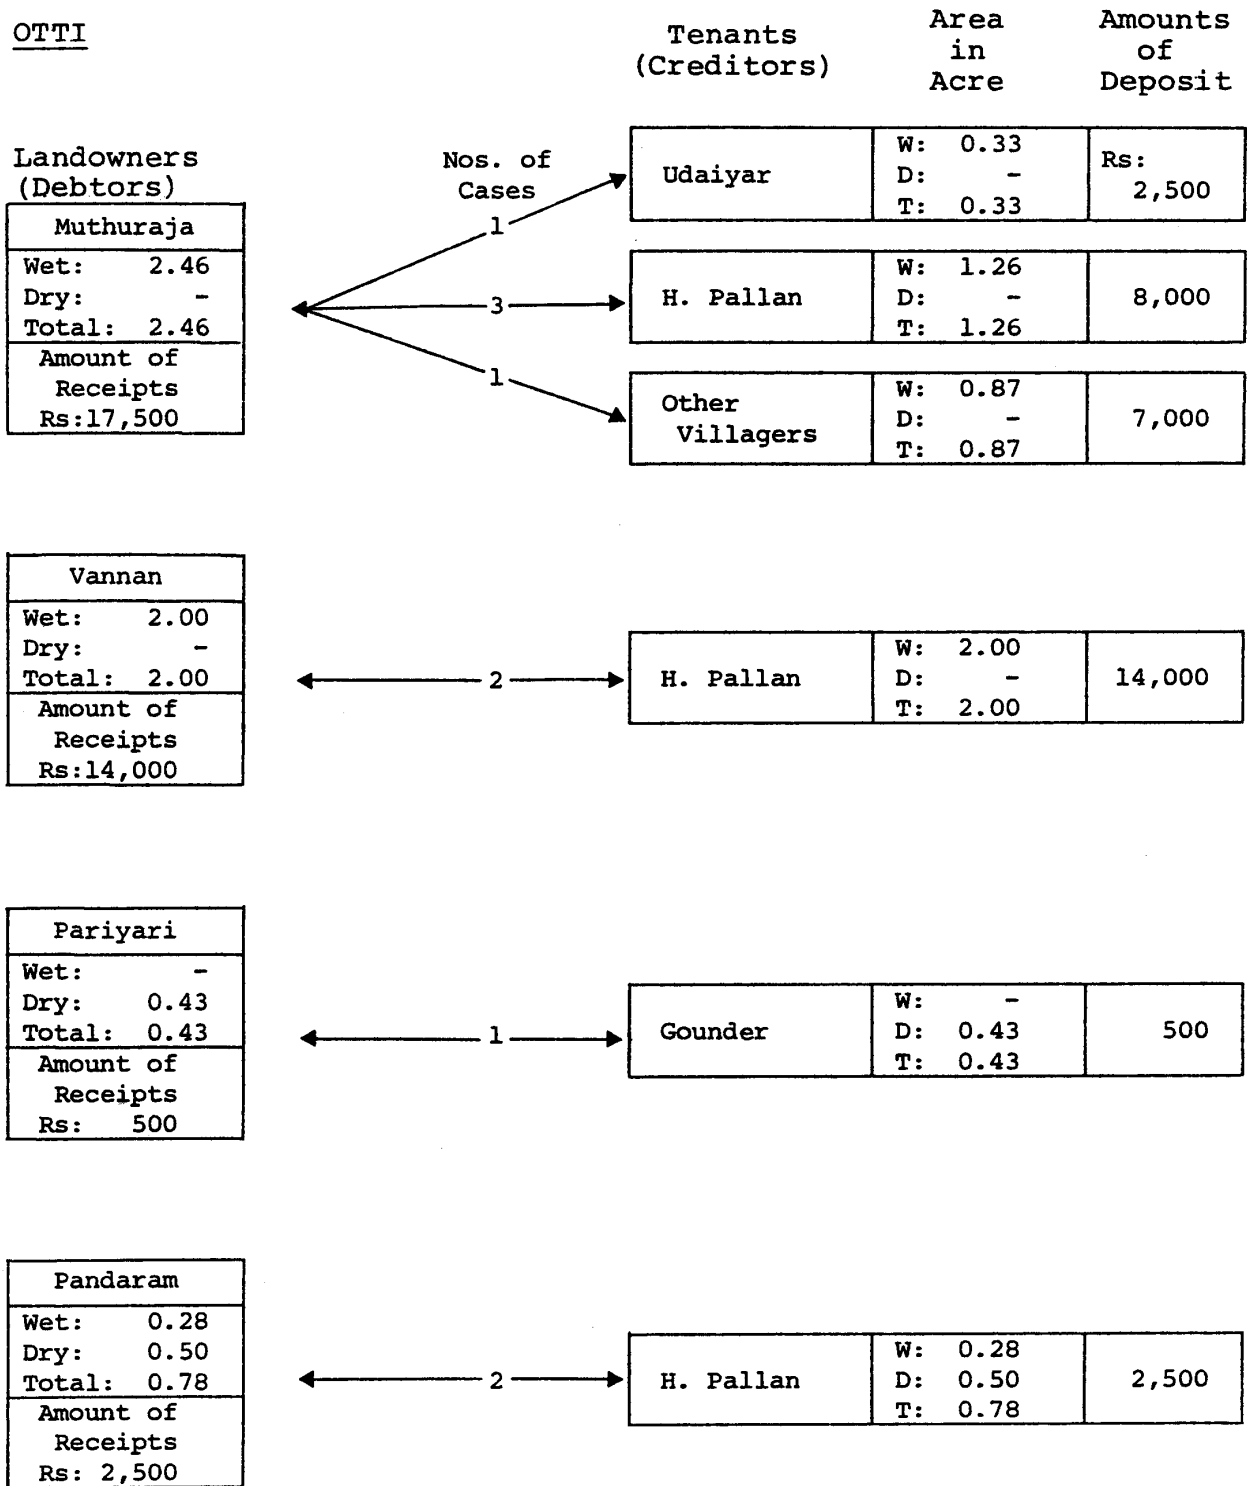 OTTI
Tenants
(Creditors)
Area
in
Acre
Amounts
of
Deposit
Landowners
(Debtors)
Nos. of
Cases
Muthuraja
Wet: 2.46
Dry: -
Total: 2.46
Amount of
Receipts
Rs:17,500
1
Udaiyar
W: 0.33
D: -
T: 0.33
Rs:
2,500
3
H. Pallan
W: 1.26
D: -
T: 1.26
8,000
1
Other
Villagers
W: 0.87
D: -
T: 0.87
7,000
Vannan
Wet: 2.00
Dry: -
Total: 2.00
Amount of
Receipts
Rs:14,000
2
H. Pallan
W: 2.00
D: -
T: 2.00
14,000
Pariyari
Wet: -
Dry: 0.43
Total: 0.43
Amount of
Receipts
Rs: 500
1
Gounder
W: -
D: 0.43
T: 0.43
500
Pandaram
Wet: 0.28
Dry: 0.50
Total: 0.78
Amount of
Receipts
Rs: 2,500
2
H. Pallan
W: 0.28
D: 0.50
T: 0.78
2,500